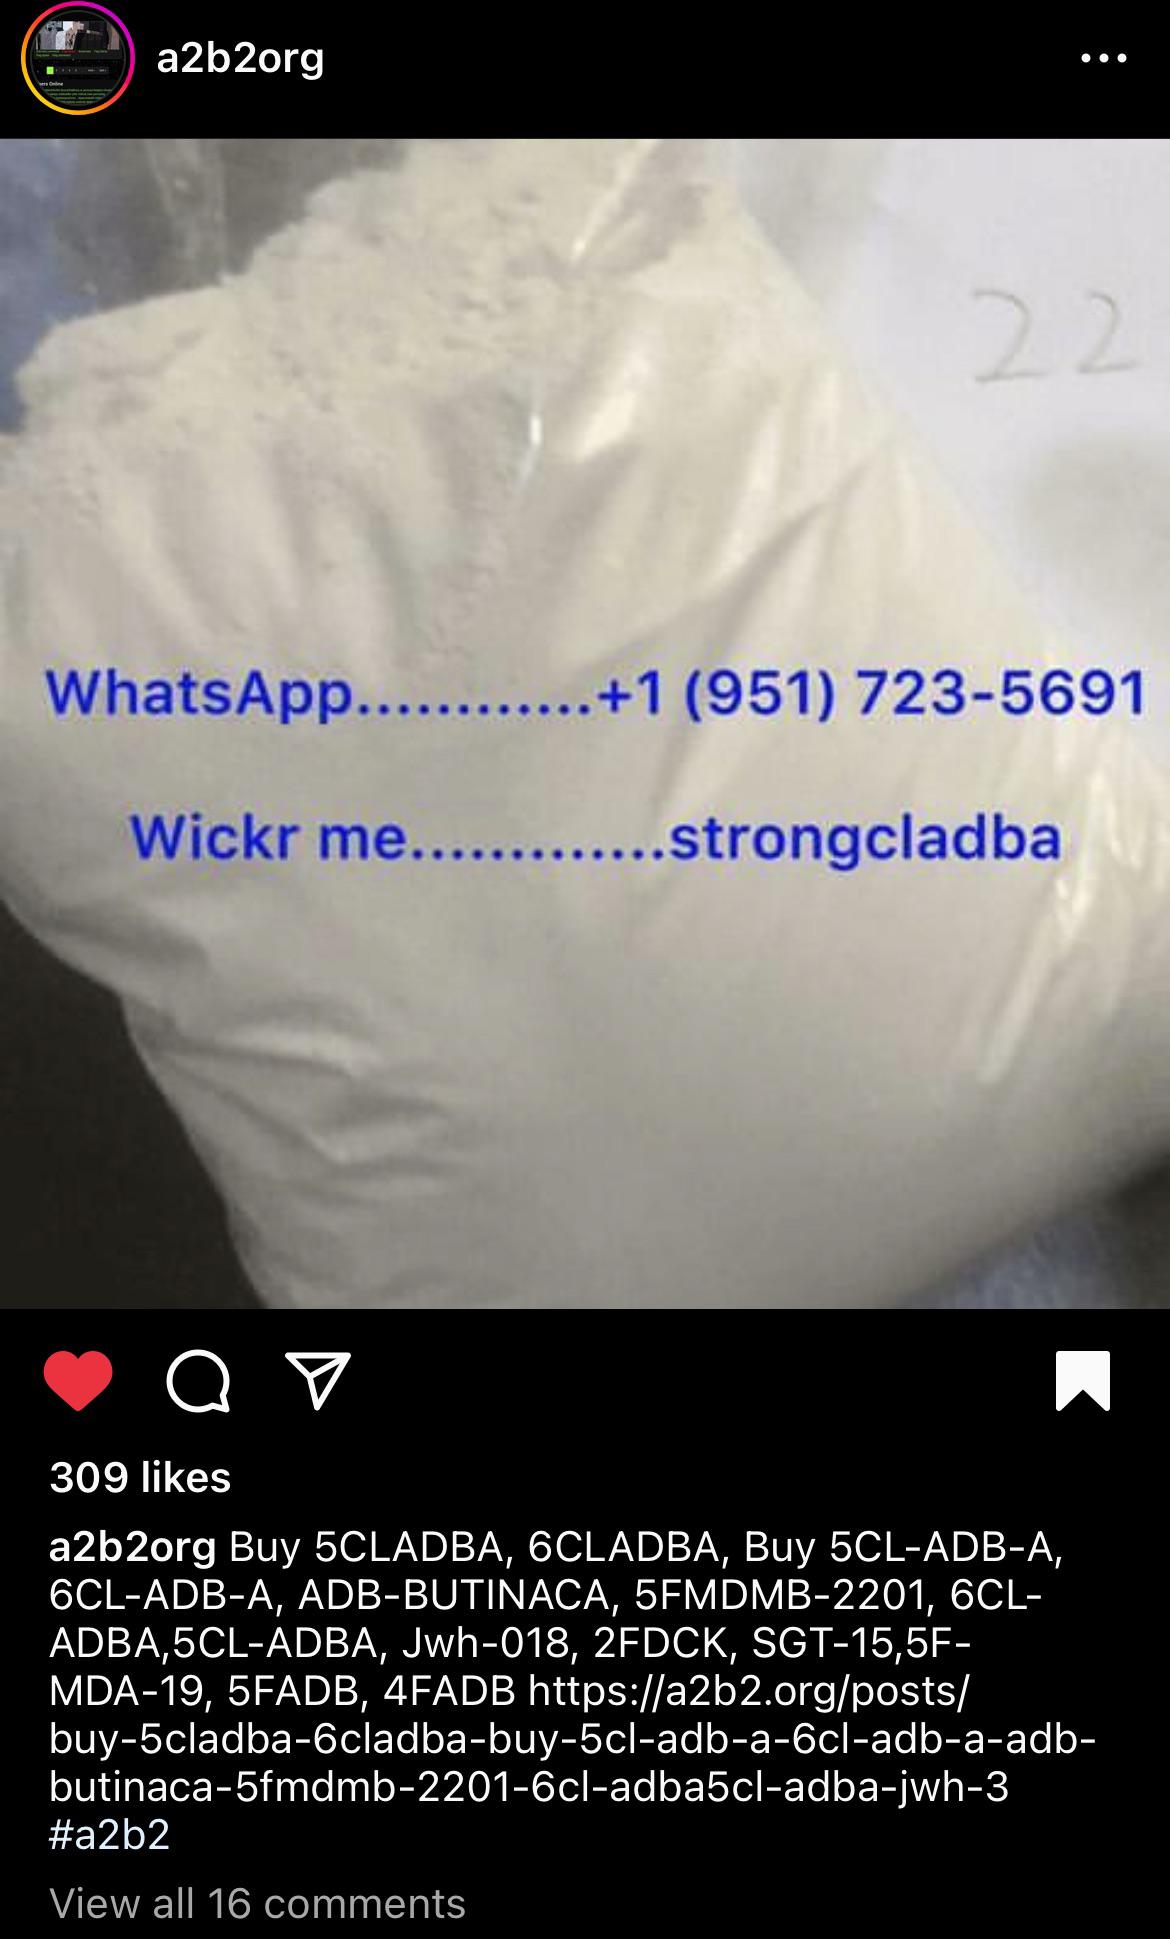 a2b2org
22
WhatsApp............+1 (951) 723-5691
Wickr me.............strongcladba
309 likes
a2b2org Buy 5CLADBA, 6CLADBA, Buy 5CL-ADB-A,
6CL-ADB-A, ADB-BUTINACA, 5FMDMB-2201, 6CL-
ADBA,5CL-ADBA, Jwh-018, 2FDCK, SGT-15,5F-
MDA-19, 5FADB, 4FADB https://a2b2.org/posts/
buy-5cladba-6cladba-buy-5cl-adb-a-6cl-adb-a-adb-
butinaca-5fmdmb-2201-6cl-adba5cl-adba-jwh-3
#a2b2
View all 16 comments